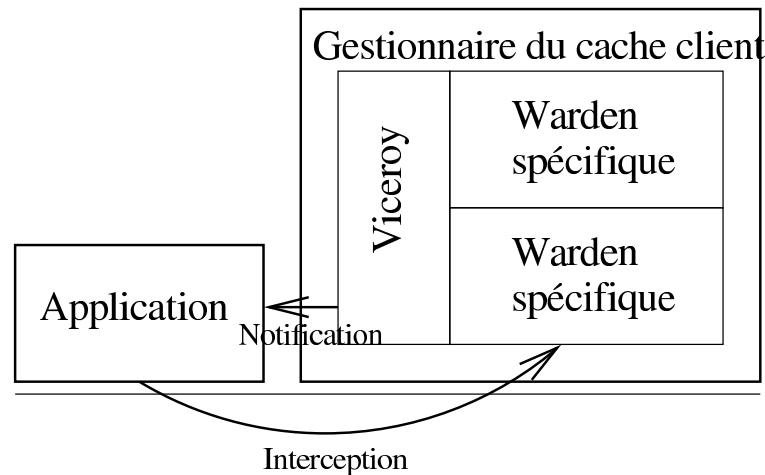 Gestionnaire du cache client
Viceroy
Warden
spécifique
Warden
spécifique
Application
Notification
Interception